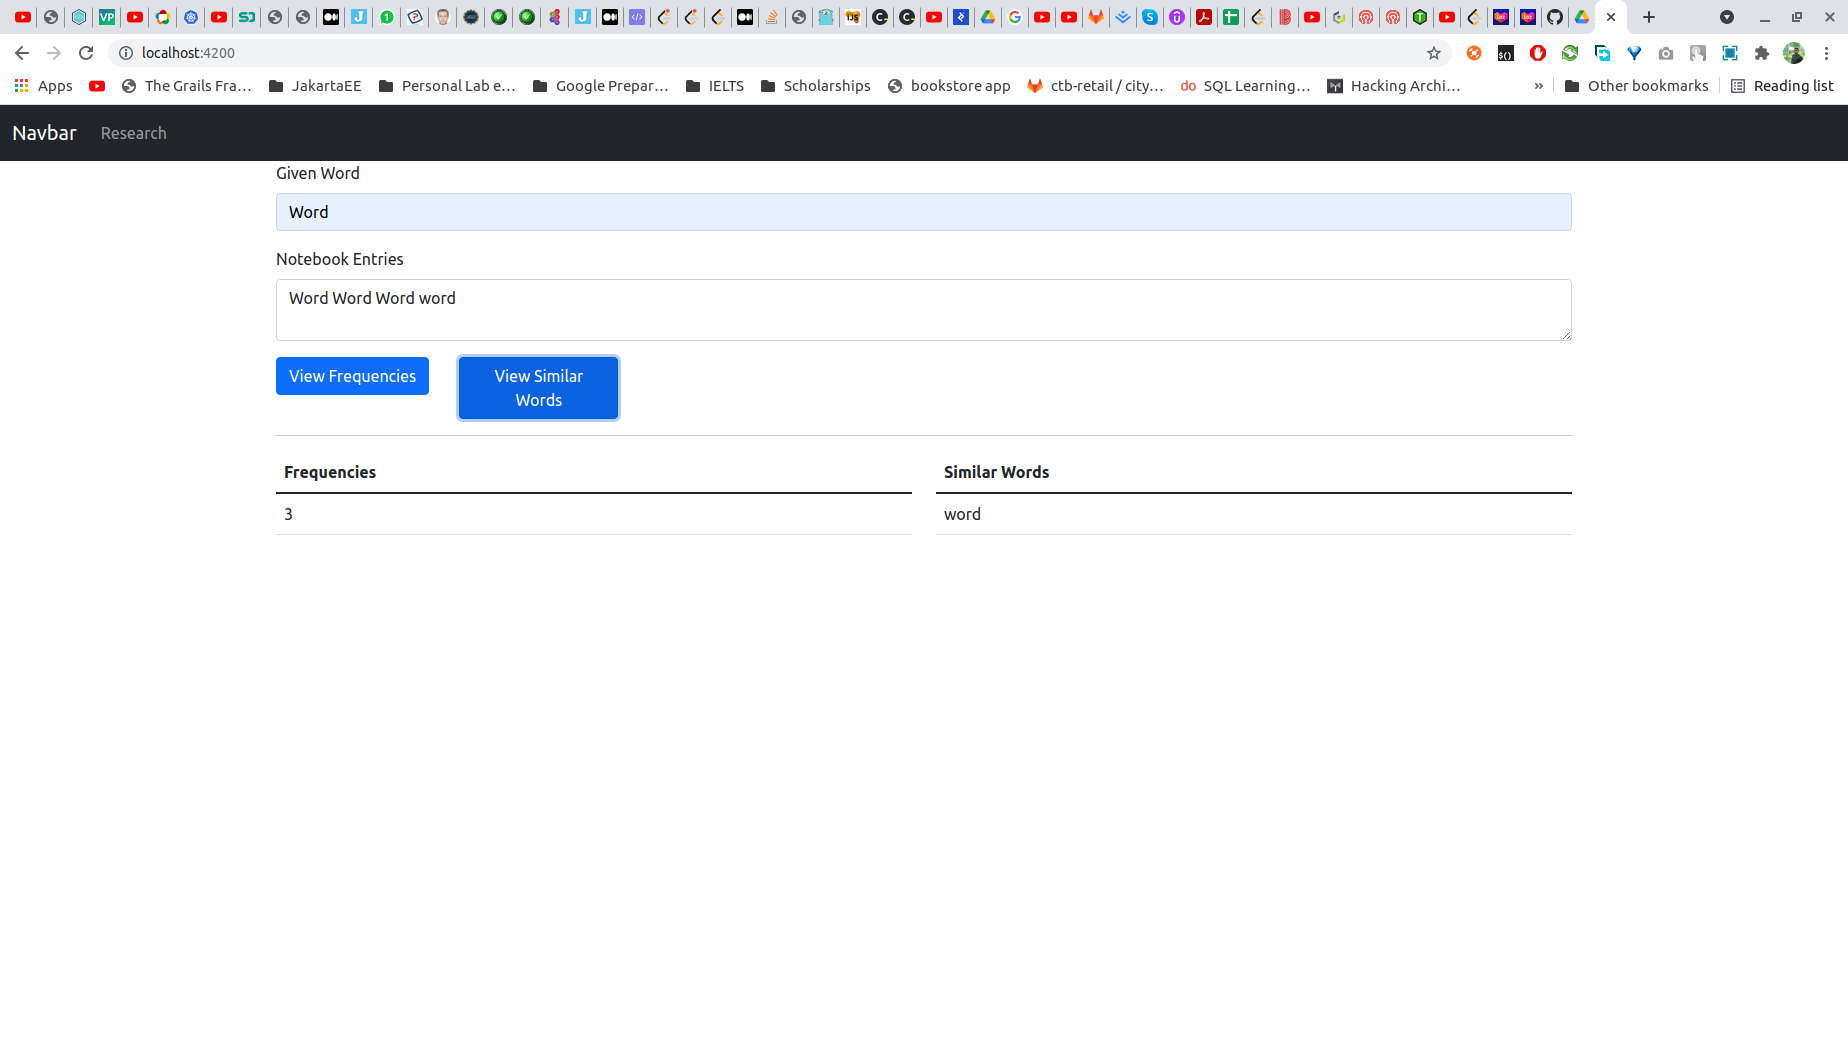 localhost:4200
Apps The Grails Fra... JakartaEE Personal Lab e... Google Prepar... IELTS Scholarships bookstore app ctb-retail / city... do SQL Learning... Hacking Archi... » Other bookmarks Reading list
Navbar Research
Given Word
Word
Notebook Entries
Word Word Word word
View Frequencies
View Similar
Words
Frequencies Similar Words
3 word